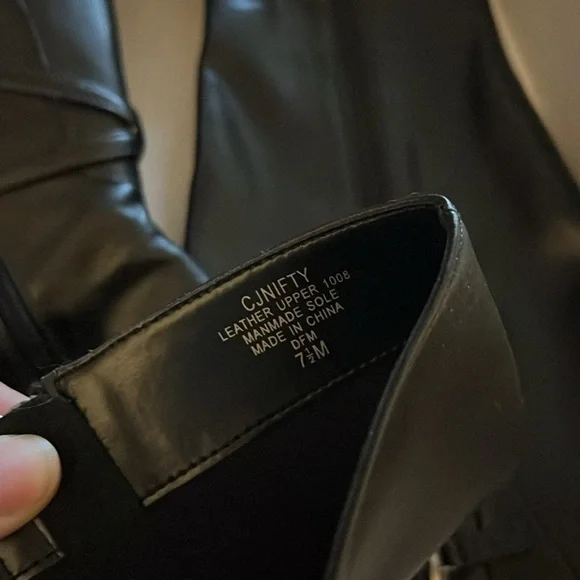 CJNIFTY
LEATHER UPPER 1008
MANMADE SOLE
MADE IN CHINA
DFM
7½M